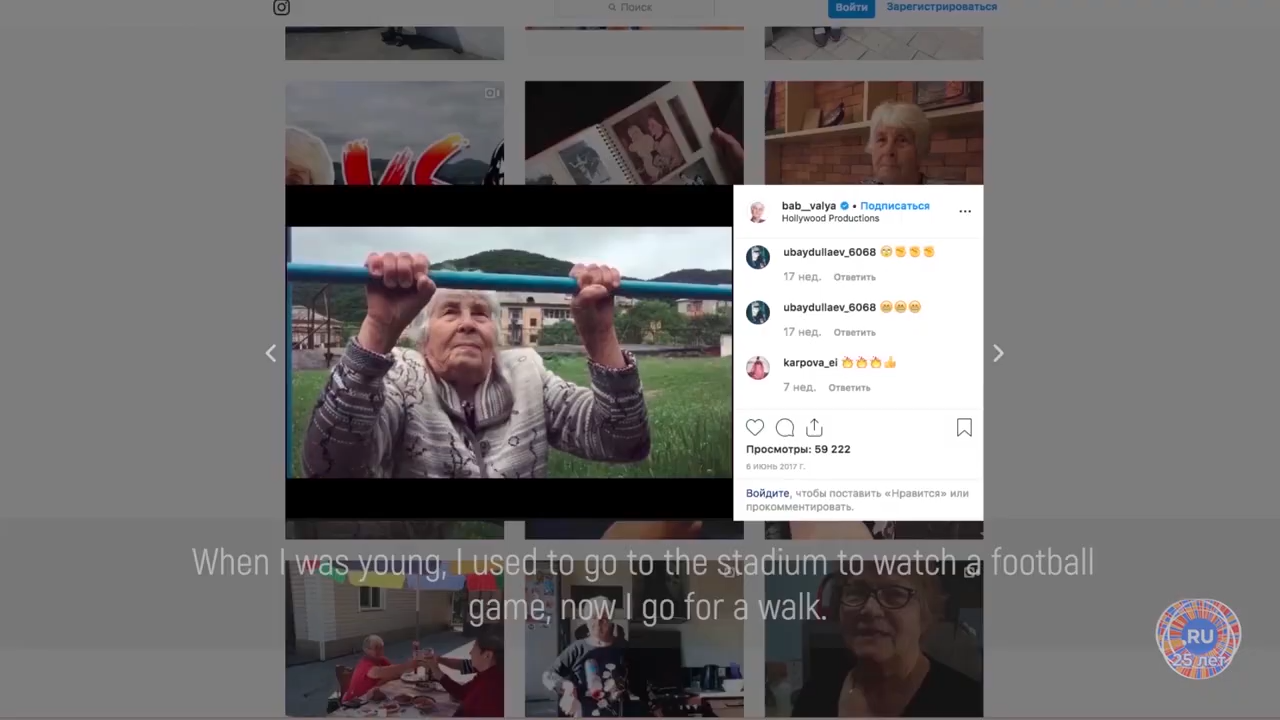 Поиск
Войти
Зарегистрироваться
VS
bab__valya • Подписаться
Hollywood Productions
ubaydullaev_6068
17 нед. Ответить
ubaydullaev_6068
17 нед. Ответить
karpova_ei
7 нед. Ответить
Просмотры: 59 222
6 ИЮНЬ 2017 Г.
Войдите, чтобы поставить «Нравится» или
прокомментировать.
When I was young, I used to go to the stadium to watch a football
game, now I go for a walk.
.RU
25 лет